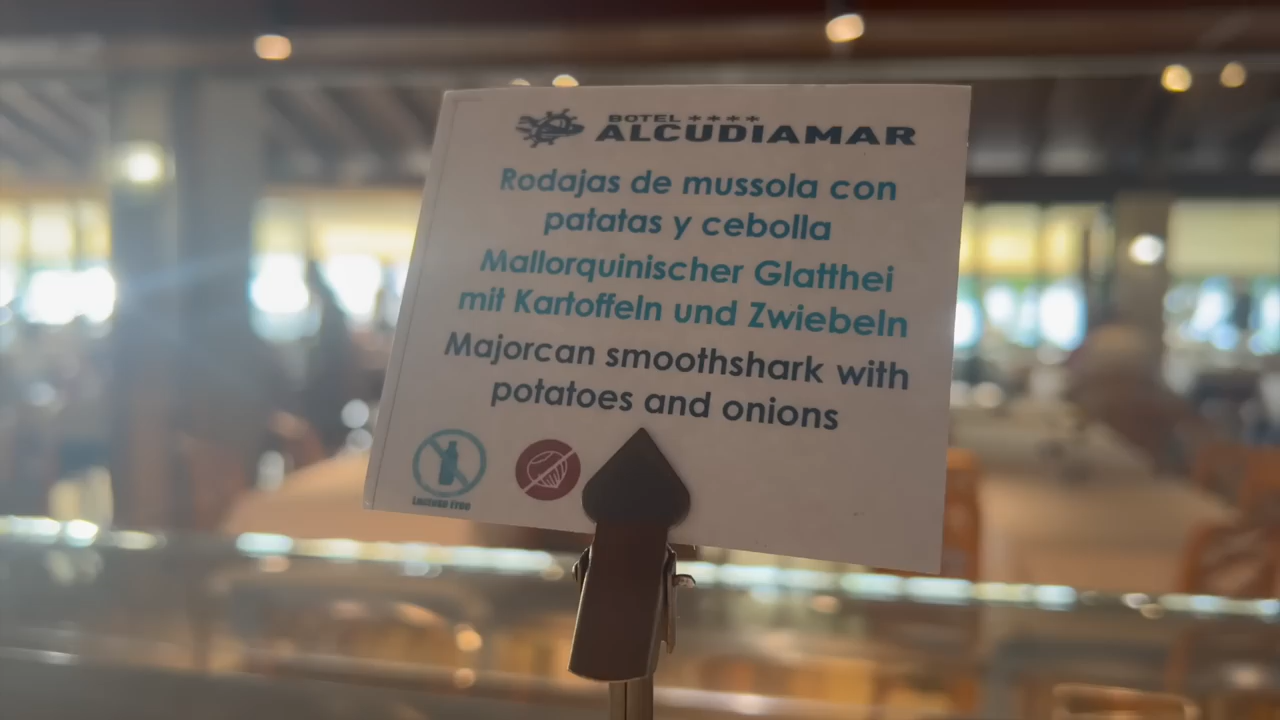 BOTEL ****
ALCUDIAMAR
Rodajas de mussola con
patatas y cebolla
Mallorquinischer Glatthei
mit Kartoffeln und Zwiebeln
Majorcan smoothshark with
potatoes and onions
Lactose Free